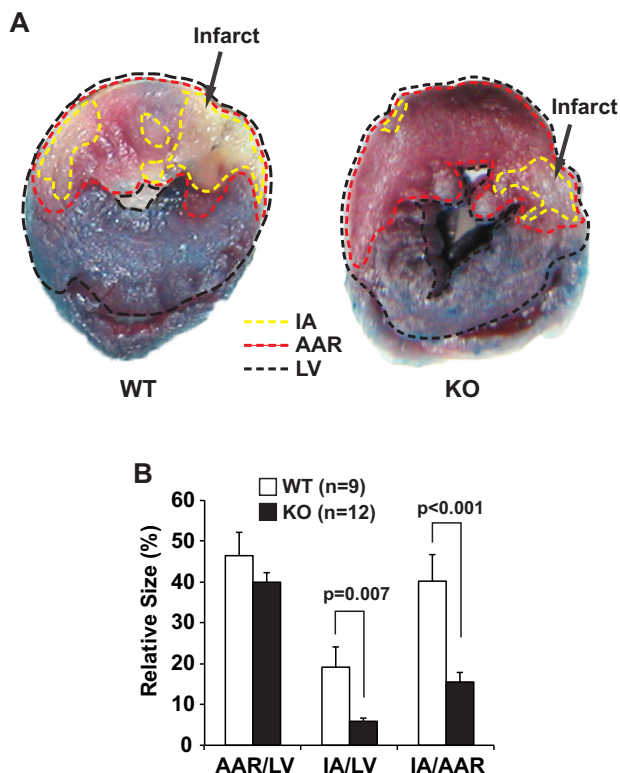 A
Infarct
Infarct
IA
AAR
LV
WT
KO
B
WT (n=9)
KO (n=12)
Relative Size (%)
60
50
40
30
20
10
0
p=0.007
p<0.001
AAR/LV
IA/LV
IA/AAR